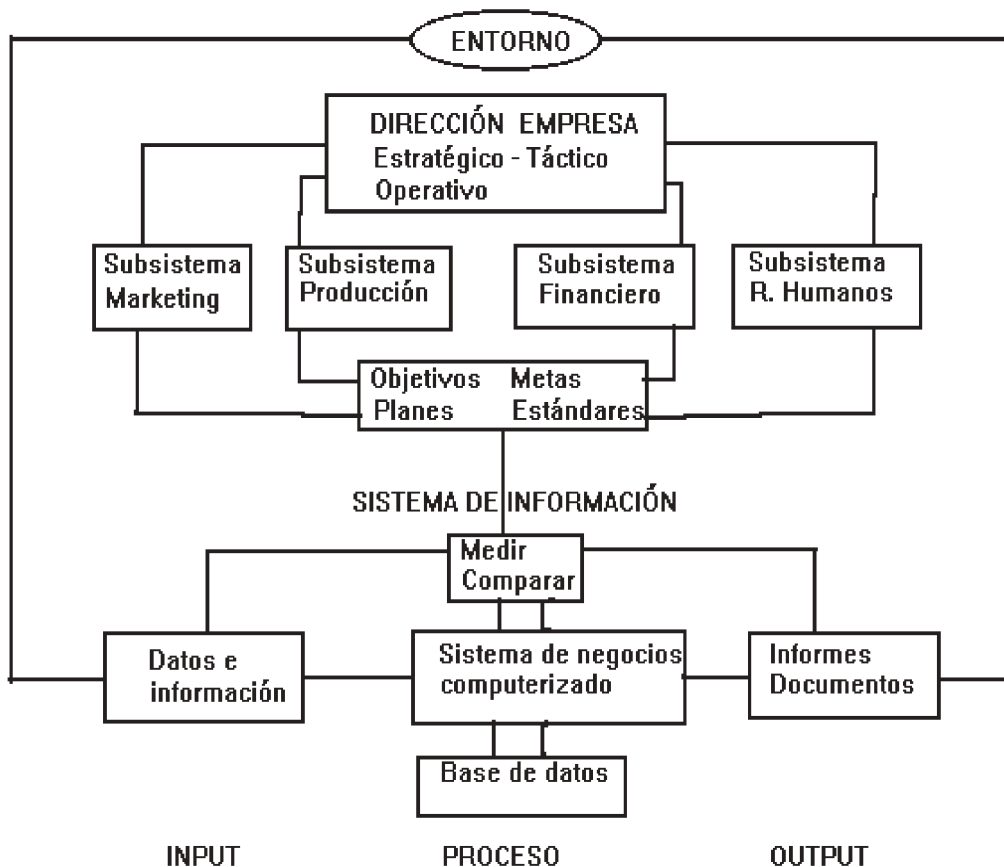 ENTORNO
DIRECCIÓN EMPRESA
Estratégico - Táctico
Operativo
Subsistema
Marketing
Subsistema
Producción
Subsistema
Financiero
Subsistema
R. Humanos
Objetivos Metas
Planes Estándares
SISTEMA DE INFORMACIÓN
Medir
Comparar
Datos e
información
Sistema de negocios
computerizado
Informes
Documentos
Base de datos
INPUT PROCESO OUTPUT